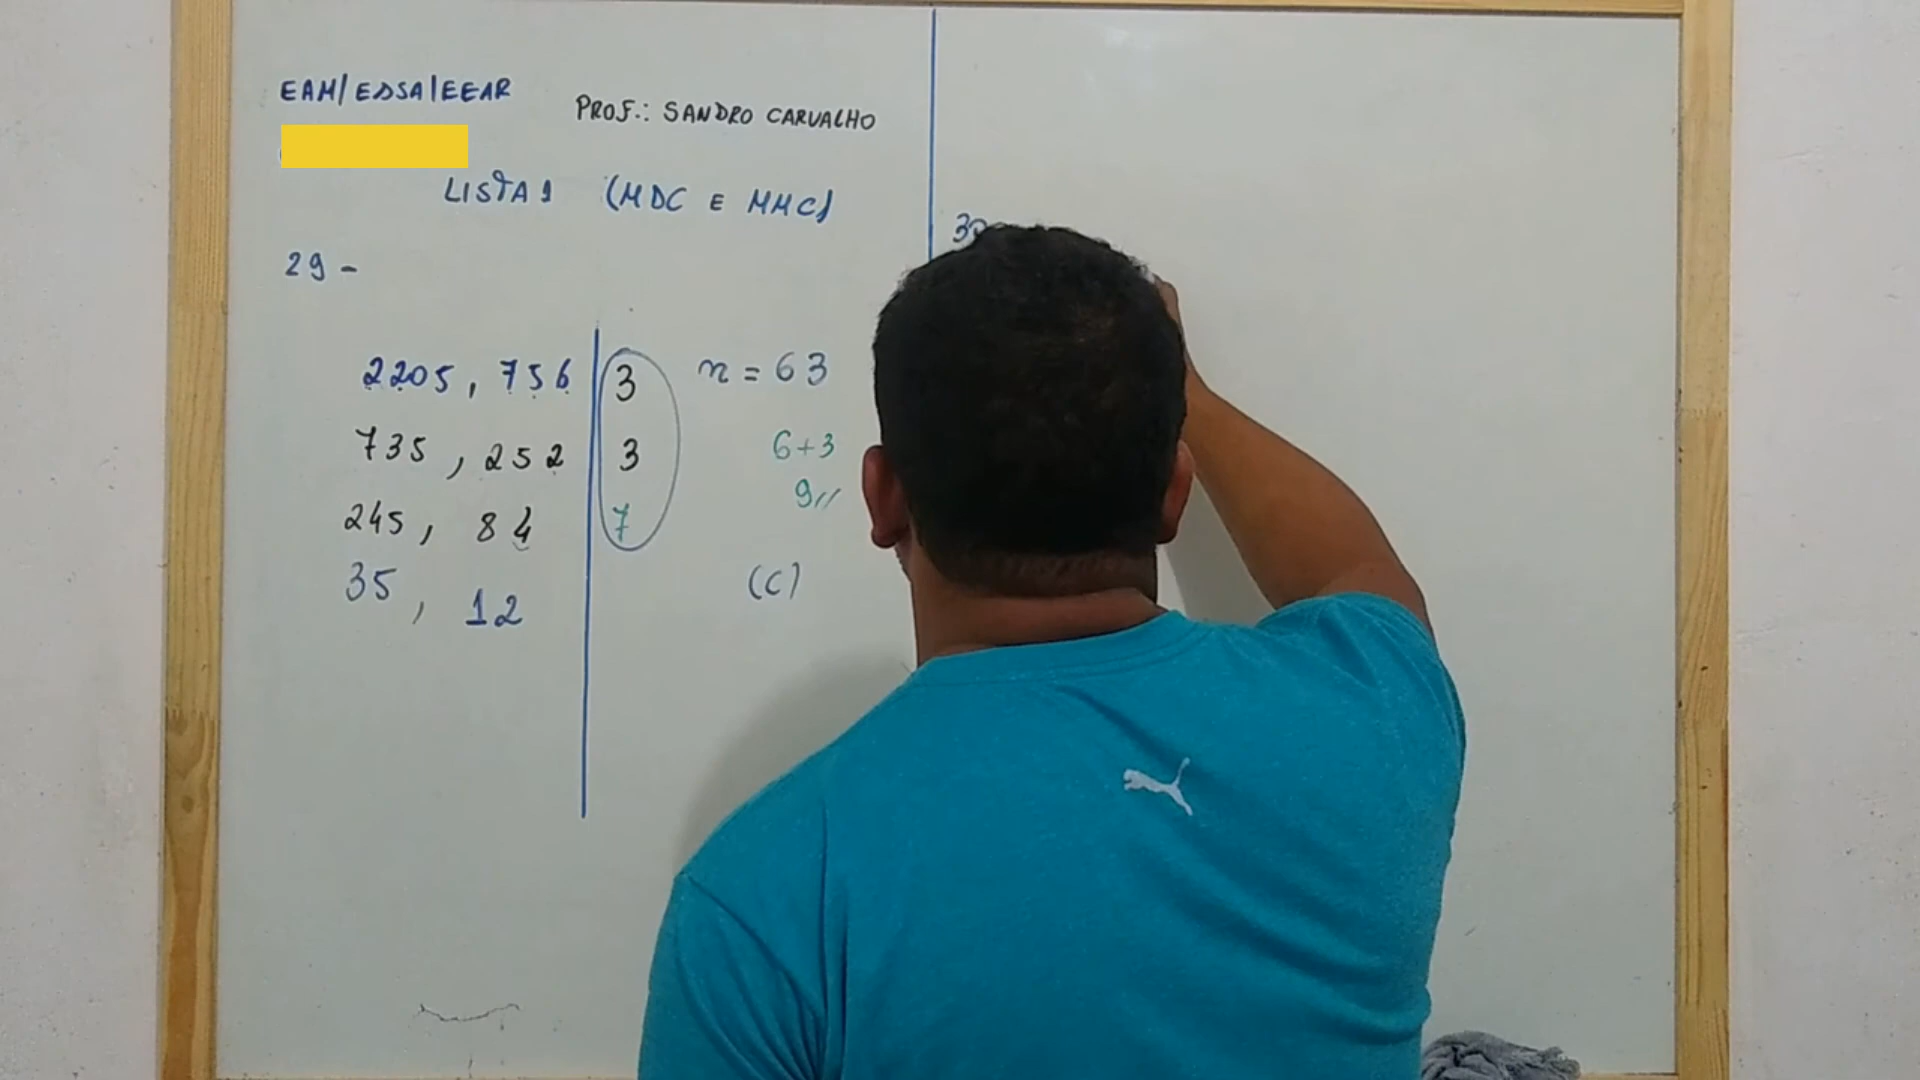 EAM/ESSA/EEAR
PROF.: SANDRO CARVALHO
LISTA 1 (MDC E MMC)
29 -
2205, 756 | 3
735, 252 | 3
245, 84 | 7
35, 12
n = 63
6+3
9//
(C)